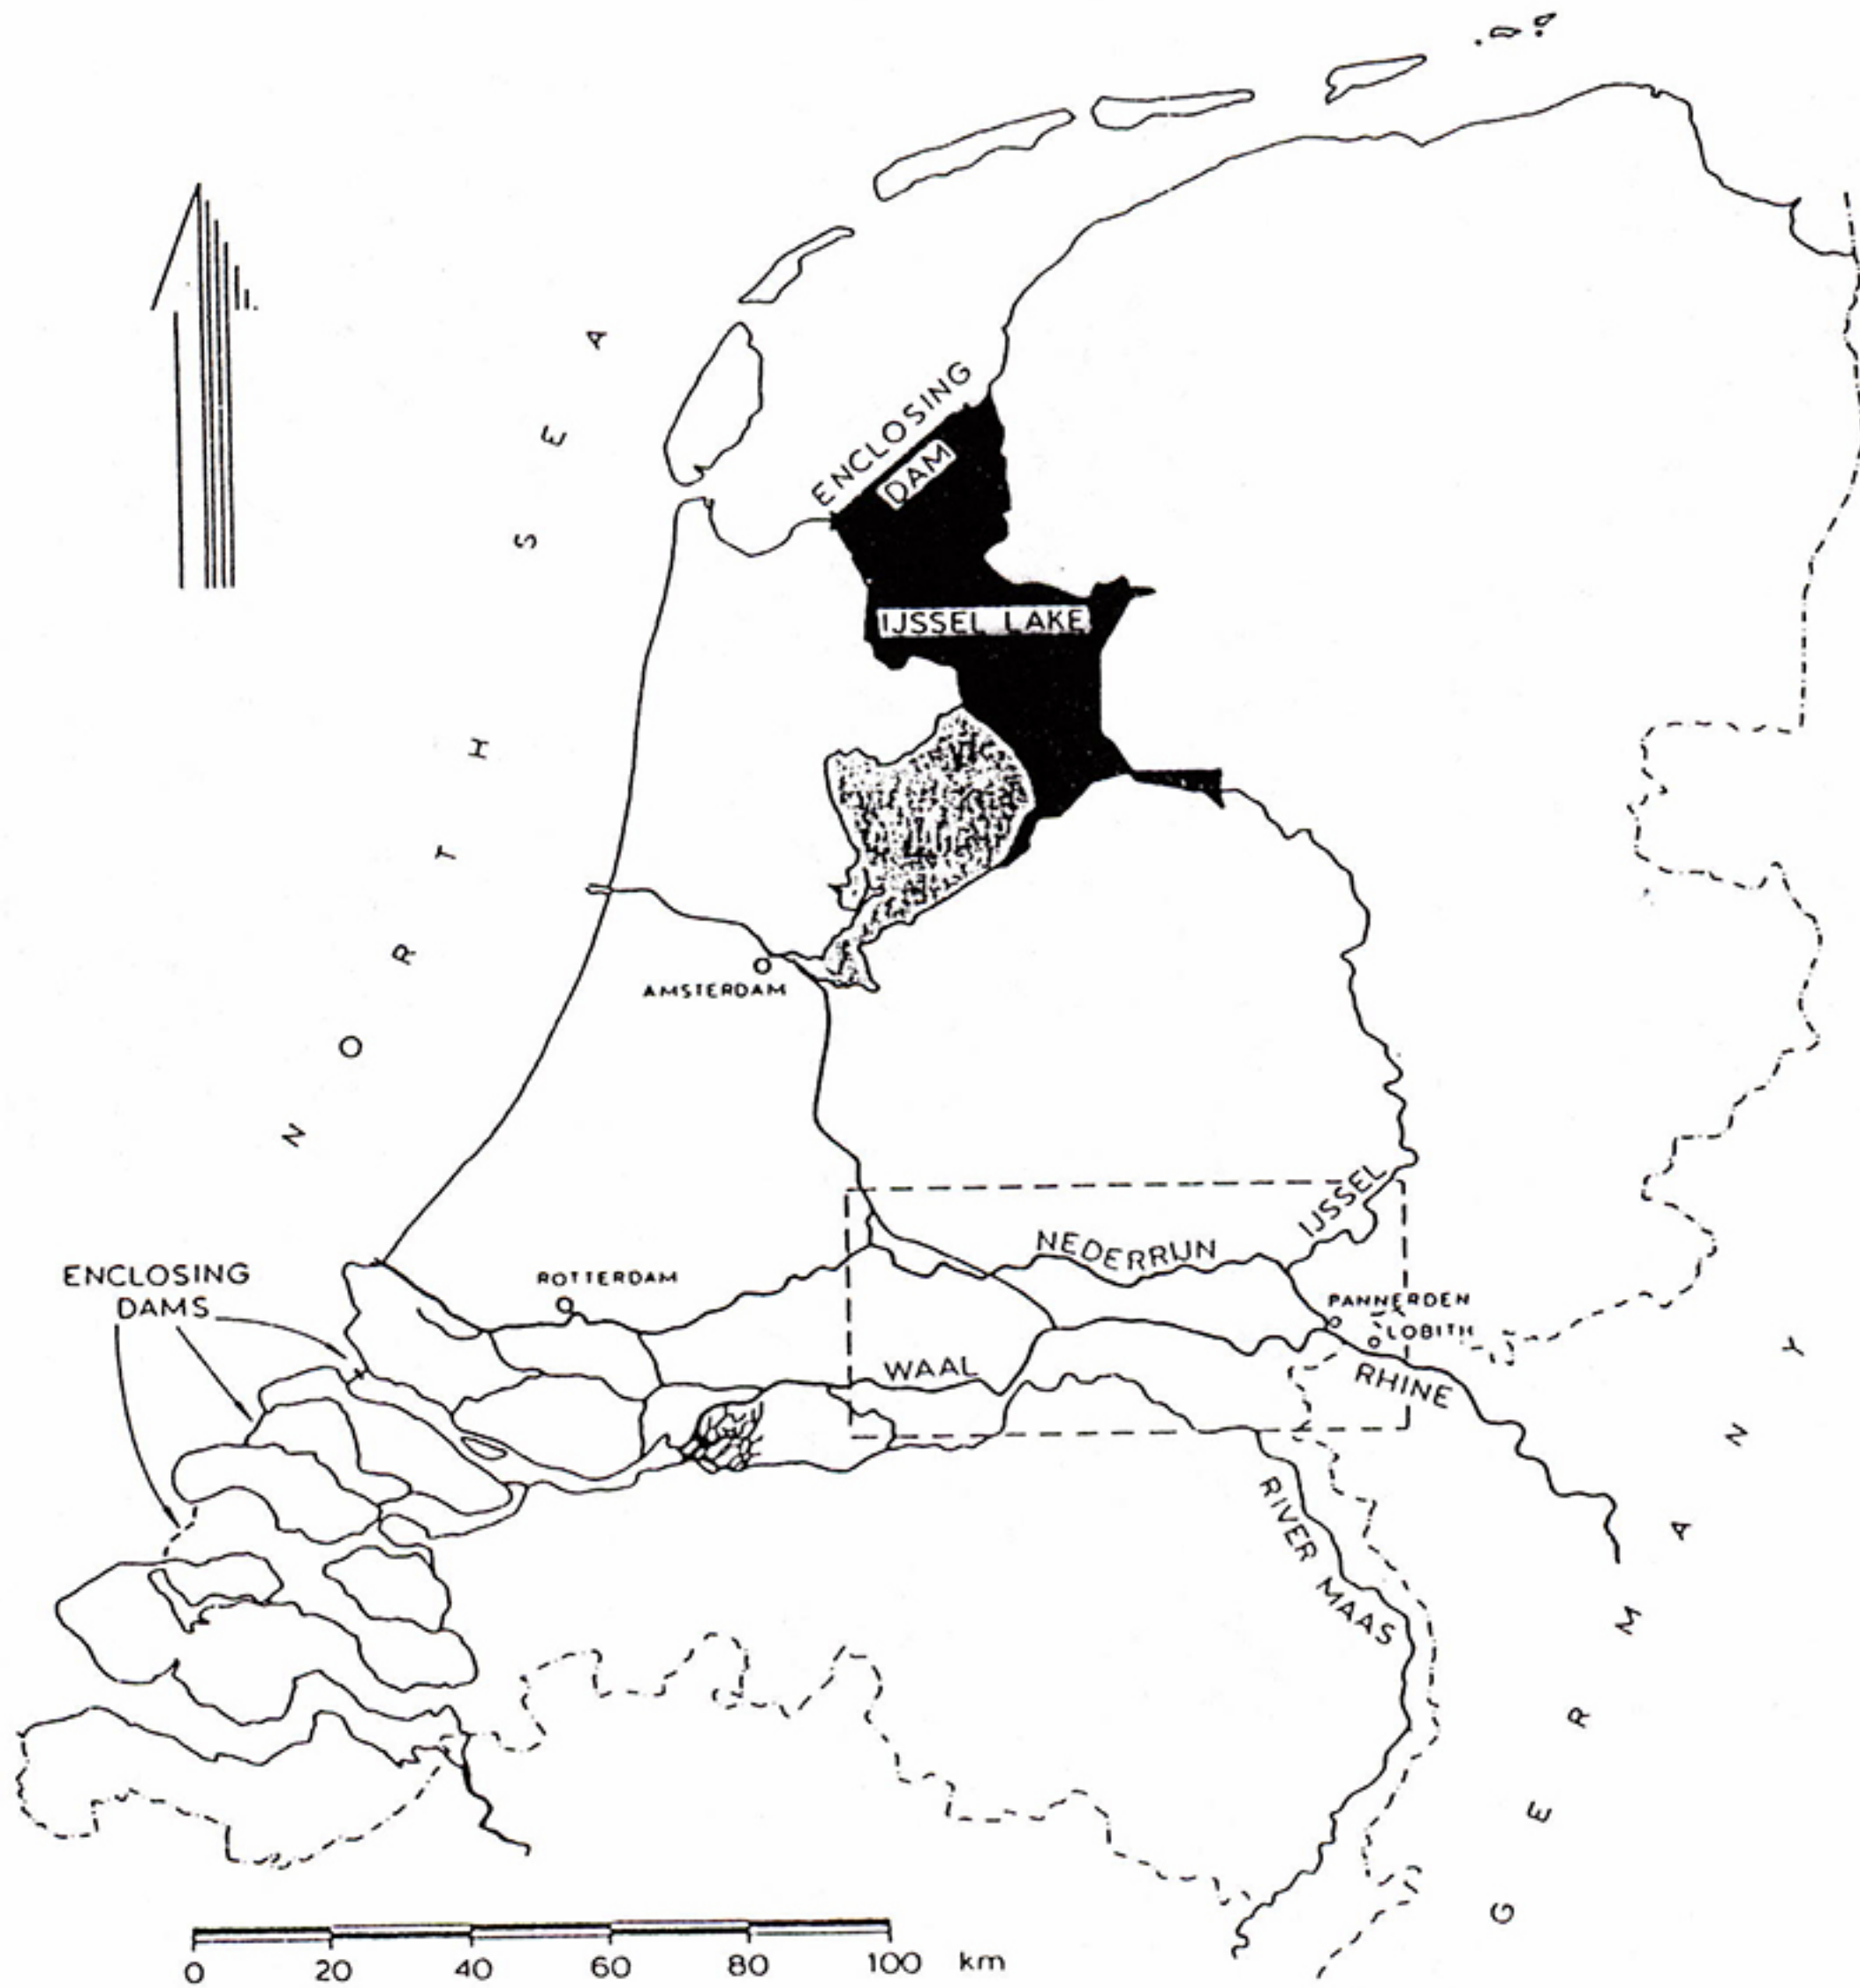 NORTH SEA
ENCLOSING
DAM
IJSSEL LAKE
AMSTERDAM
IJSSEL
NEDERRIJN
ENCLOSING
DAMS
ROTTERDAM
PANNERDEN
LOBITH
WAAL
RHINE
RIVER MAAS
GERMANY
0 20 40 60 80 100 km